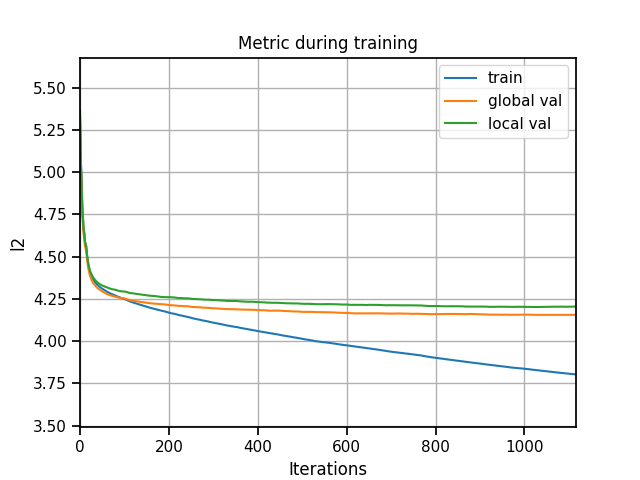 Metric during training
train
global val
local val
5.50
5.25
5.00
4.75
4.50
4.25
4.00
3.75
3.50
l2
0 200 400 600 800 1000
Iterations